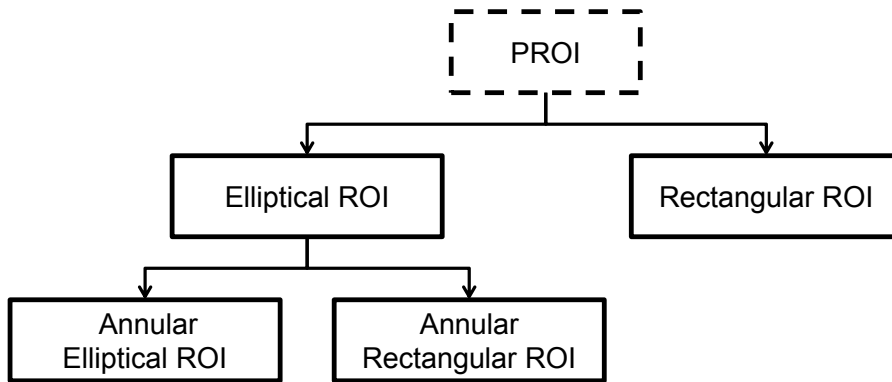 PROI
Elliptical ROI
Rectangular ROI
Annular
Elliptical ROI
Annular
Rectangular ROI